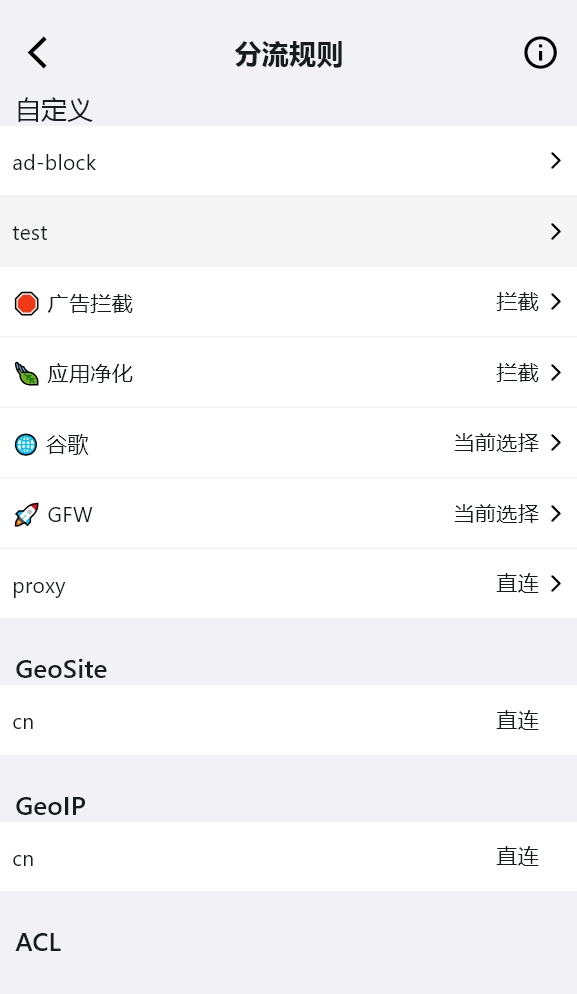 分流规则
自定义
ad-block
test
广告拦截 拦截
应用净化 拦截
谷歌 当前选择
GFW 当前选择
proxy 直连
GeoSite
cn 直连
GeoIP
cn 直连
ACL